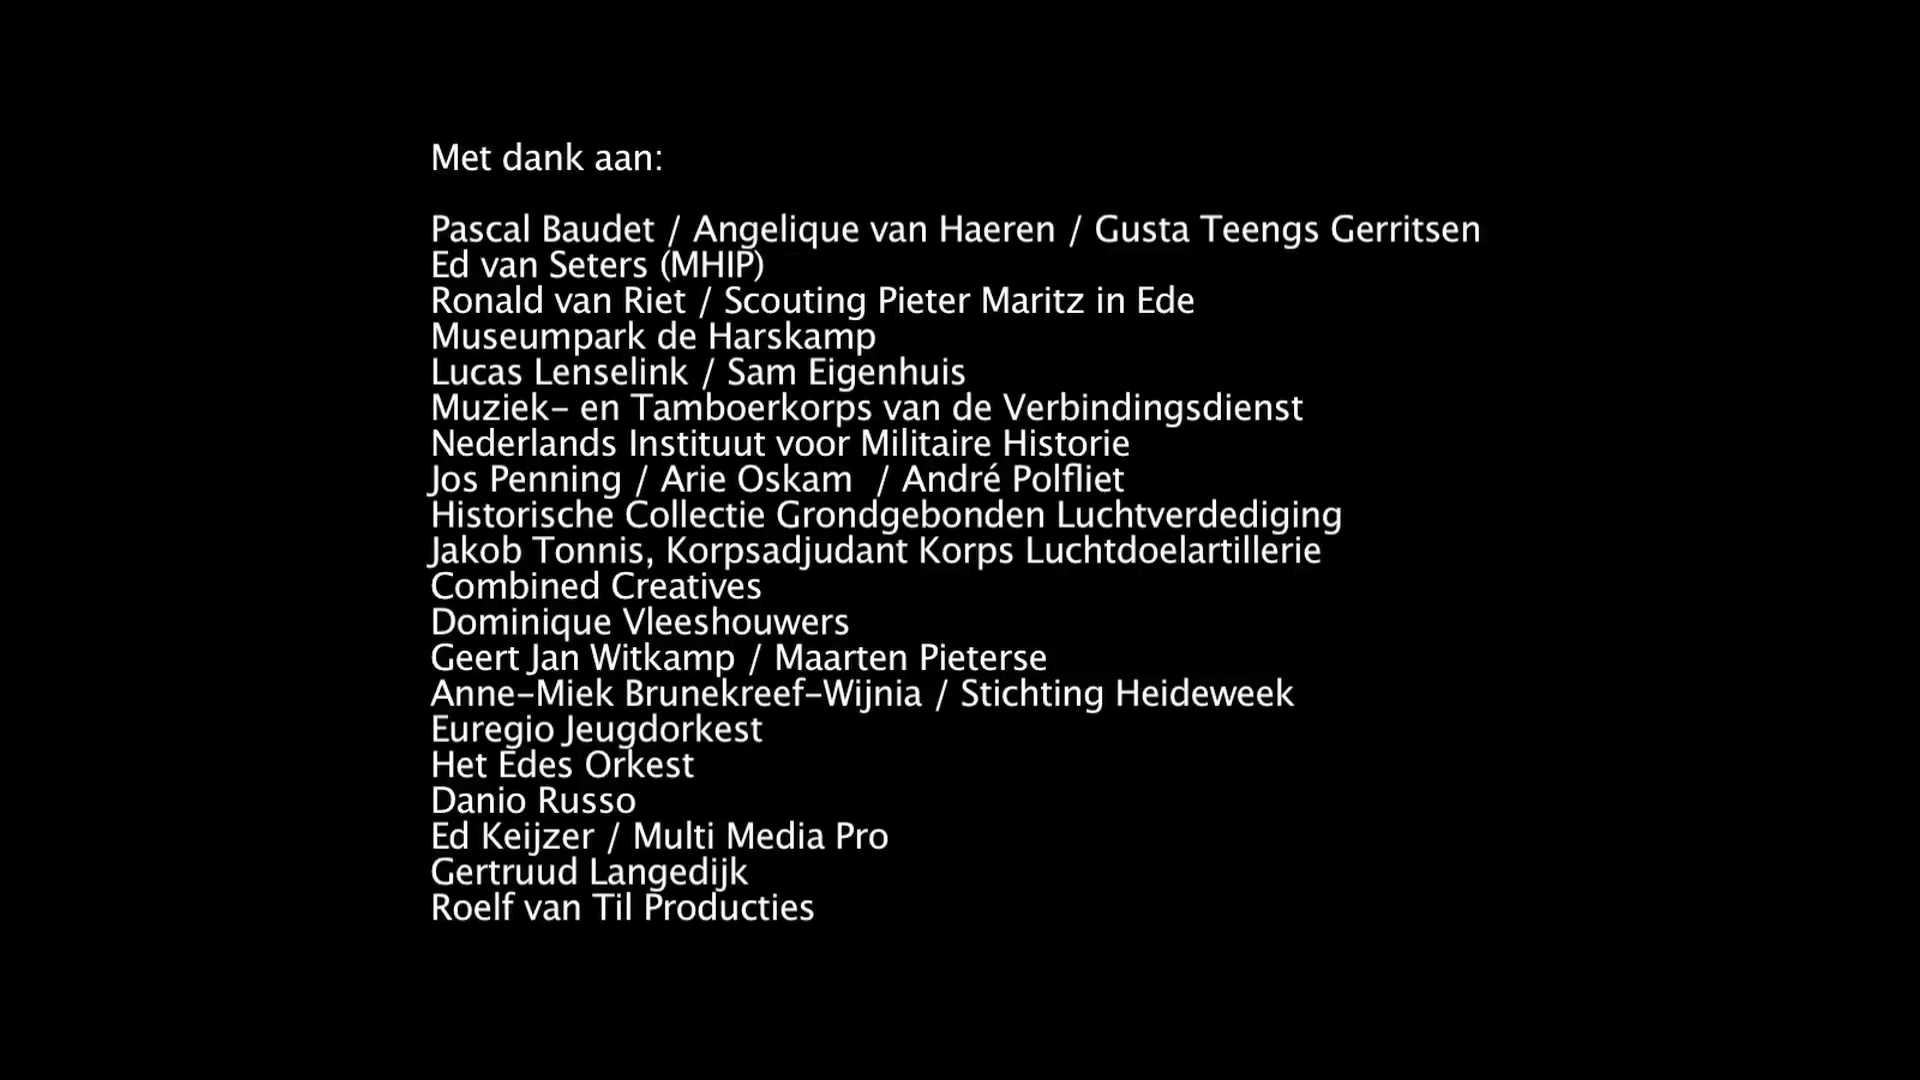 Met dank aan:
Pascal Baudet / Angelique van Haeren / Gusta Teengs Gerritsen
Ed van Seters (MHIP)
Ronald van Riet / Scouting Pieter Maritz in Ede
Museumpark de Harskamp
Lucas Lenselink / Sam Eigenhuis
Muziek- en Tamboerkorps van de Verbindingsdienst
Nederlands Instituut voor Militaire Historie
Jos Penning / Arie Oskam  / André Polfliet
Historische Collectie Grondgebonden Luchtverdediging
Jakob Tonnis, Korpsadjudant Korps Luchtdoelartillerie
Combined Creatives
Dominique Vleeshouwers
Geert Jan Witkamp / Maarten Pieterse
Anne-Miek Brunekreef-Wijnia / Stichting Heideweek
Euregio Jeugdorkest
Het Edes Orkest
Danio Russo
Ed Keijzer / Multi Media Pro
Gertruud Langedijk
Roelf van Til Producties